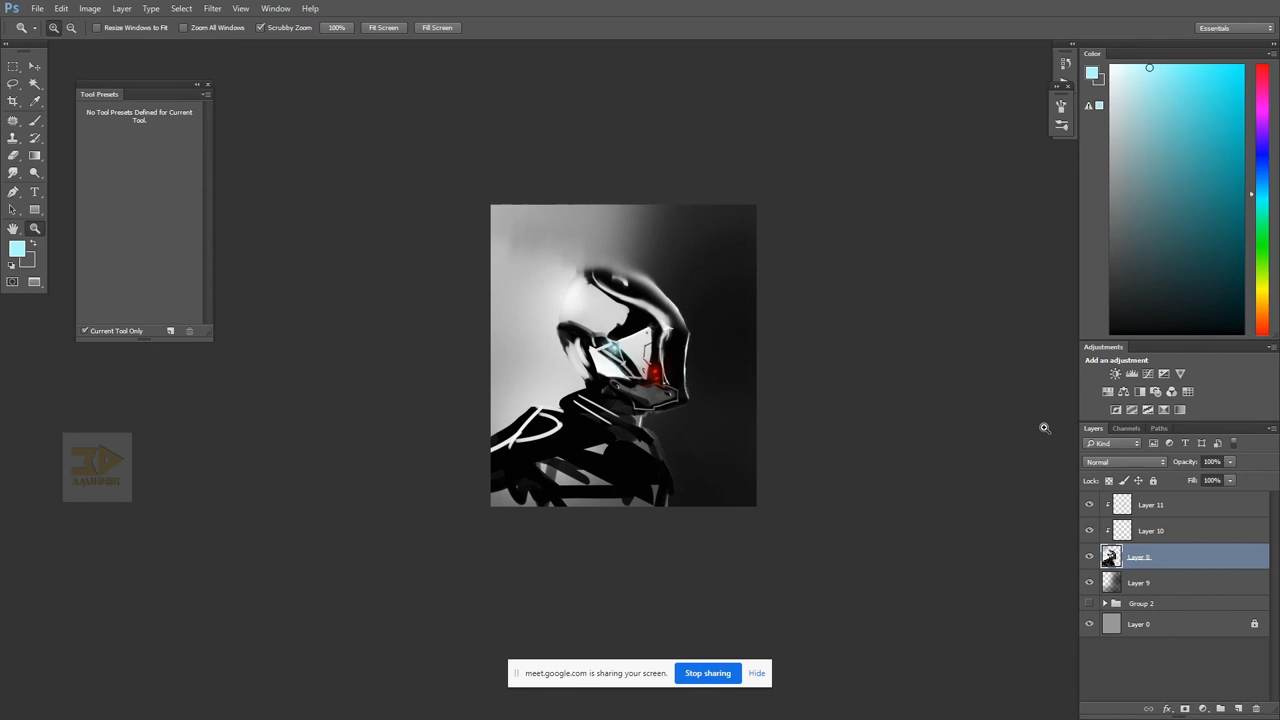 Ps File Edit Image Layer Type Select Filter View Window Help
Resize Windows to Fit Zoom All Windows Scrubby Zoom 100% Fit Screen Fill Screen Essentials
Color
Tool Presets
No Tool Presets Defined for Current
Tool.
Current Tool Only
Adjustments
Add an adjustment
Layers Channels Paths
Kind
Normal Opacity: 100%
Lock: Fill: 100%
Layer 11
Layer 10
Layer 8
Layer 9
Group 2
Layer 0
meet.google.com is sharing your screen. Stop sharing Hide
fx